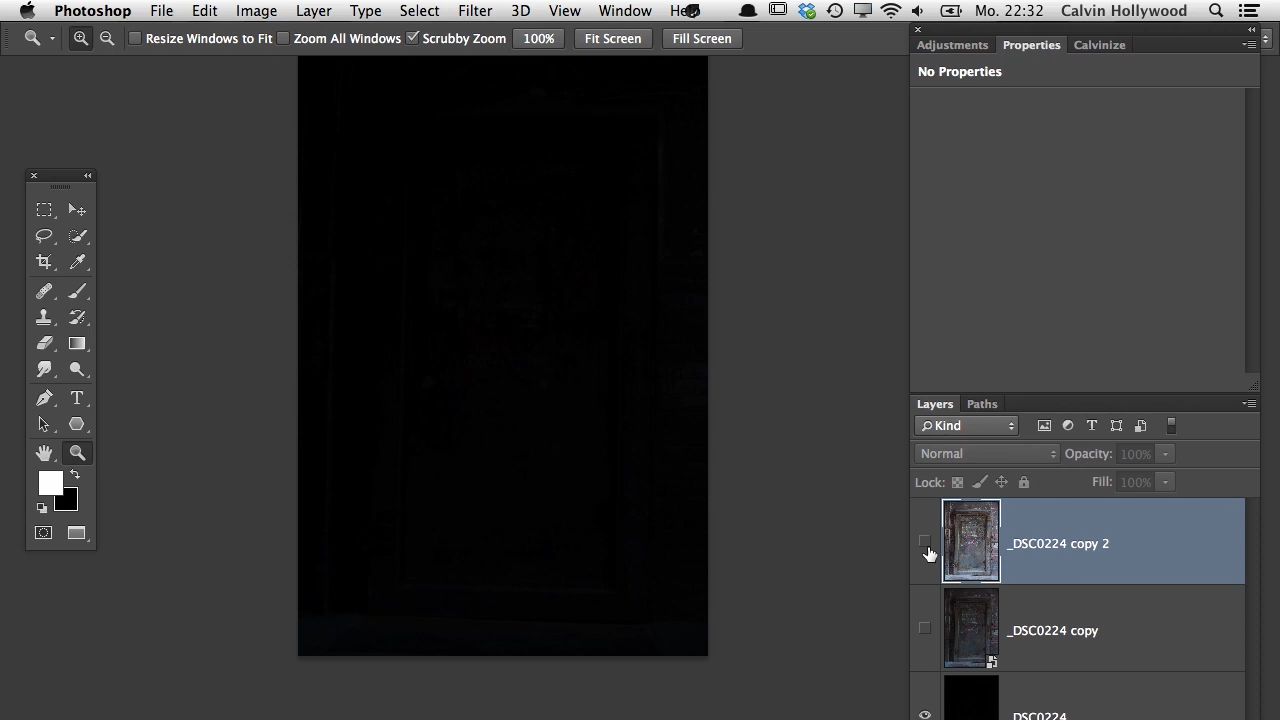 Photoshop File Edit Image Layer Type Select Filter 3D View Window Help Mo. 22:32 Calvin Hollywood
Resize Windows to Fit Zoom All Windows Scrubby Zoom 100% Fit Screen Fill Screen
Adjustments Properties Calvinize
No Properties
Layers Paths
Kind
Normal Opacity: 100%
Lock: Fill: 100%
_DSC0224 copy 2
_DSC0224 copy
_DSC0224